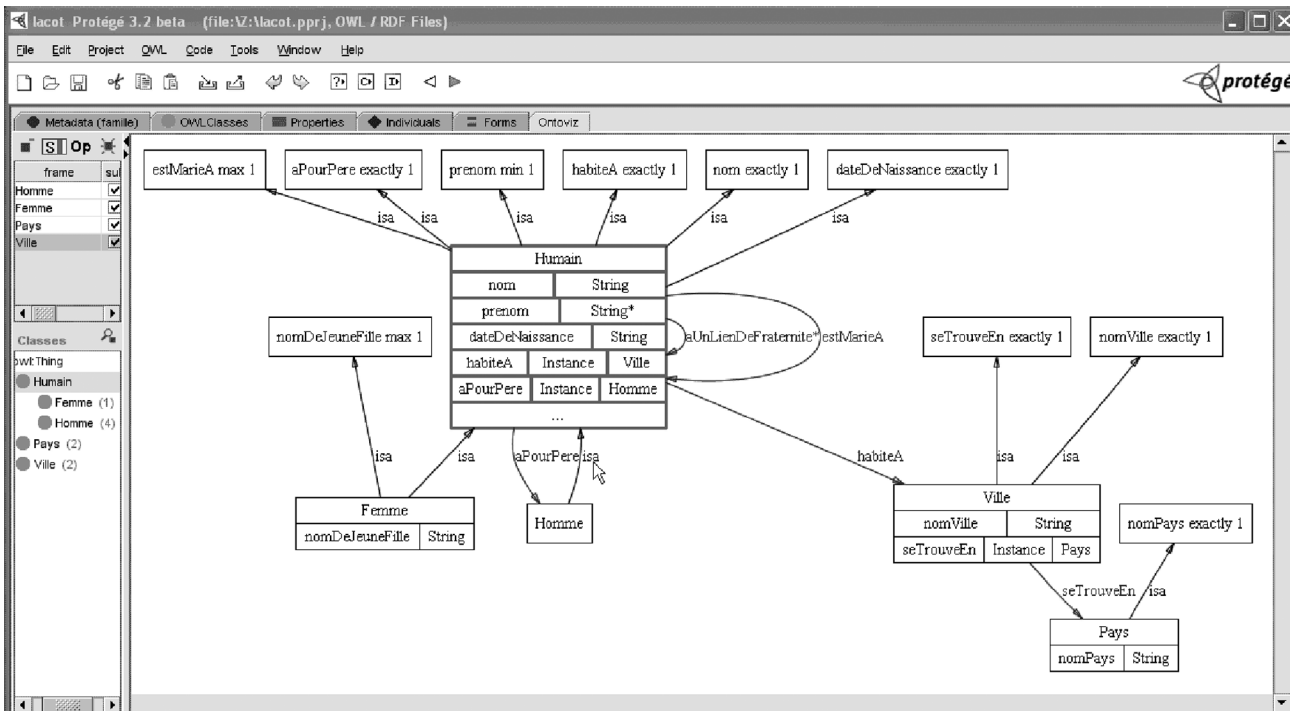 lacot Protégé 3.2 beta (file:\Z:\lacot.pprj, OWL / RDF Files)
File Edit Project OWL Code Tools Window Help
protégé
Metadata (famille) OWLClasses Properties Individuals Forms Ontoviz
S Op
frame sul
Homme
Femme
Pays
Ville
Classes
owl:Thing
Humain
Femme (1)
Homme (4)
Pays (2)
Ville (2)
estMarieA max 1 aPourPere exactly 1 prenom min 1 habiteA exactly 1 nom exactly 1 dateDeNaissance exactly 1
isa isa isa isa isa isa
Humain
nom String
prenom String*
dateDeNaissance String
habiteA Instance Ville
aPourPere Instance Homme
...
aUnLienDeFraternite* estMarieA
nomDeJeuneFille max 1 seTrouveEn exactly 1 nomVille exactly 1
isa isa aPourPere isa habiteA isa isa
Femme
nomDeJeuneFille String
Homme
Ville
nomVille String
seTrouveEn Instance Pays
nomPays exactly 1
seTrouveEn isa
Pays
nomPays String